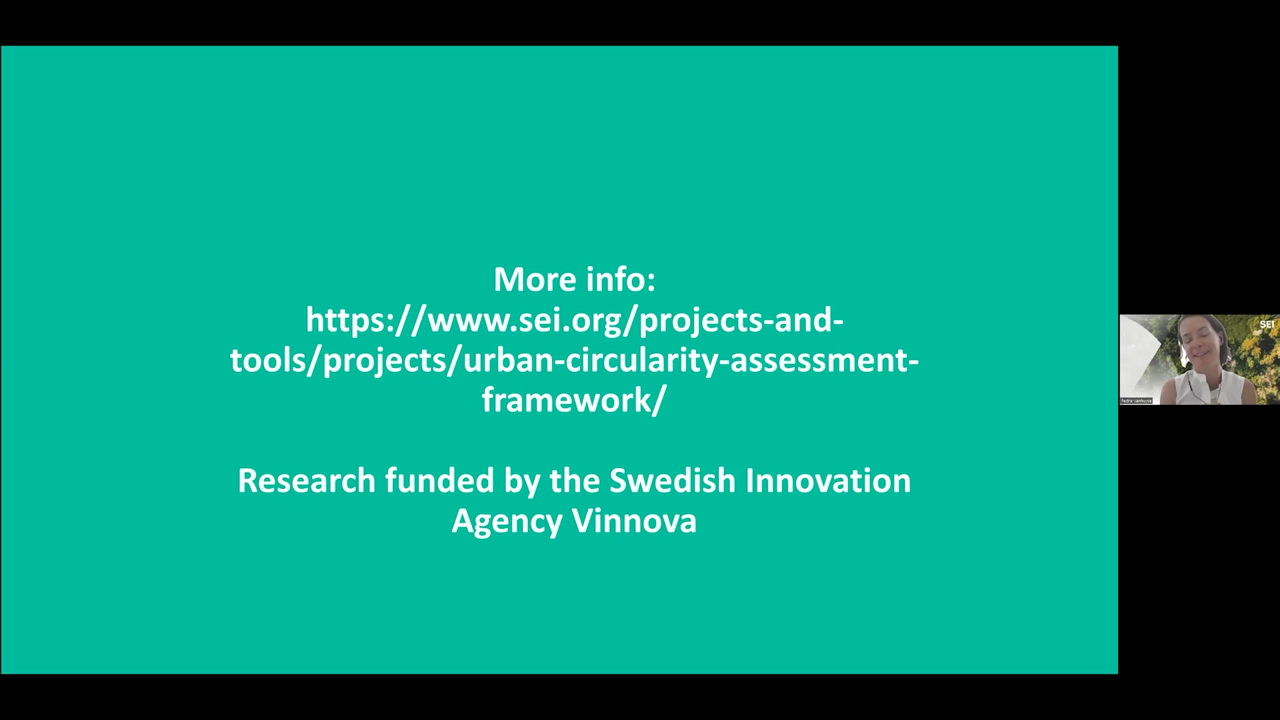 More info:
https://www.sei.org/projects-and-
tools/projects/urban-circularity-assessment-
framework/
Research funded by the Swedish Innovation
Agency Vinnova
SEI